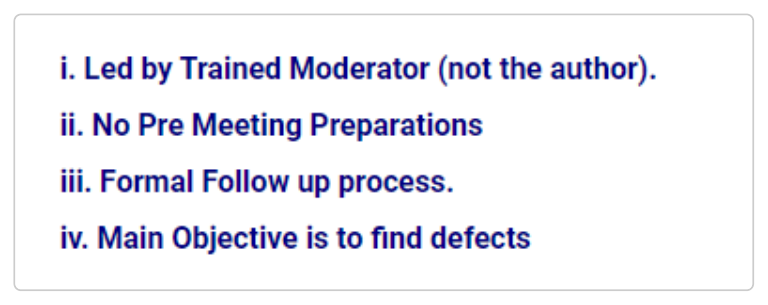 i. Led by Trained Moderator (not the author).
ii. No Pre Meeting Preparations
iii. Formal Follow up process.
iv. Main Objective is to find defects